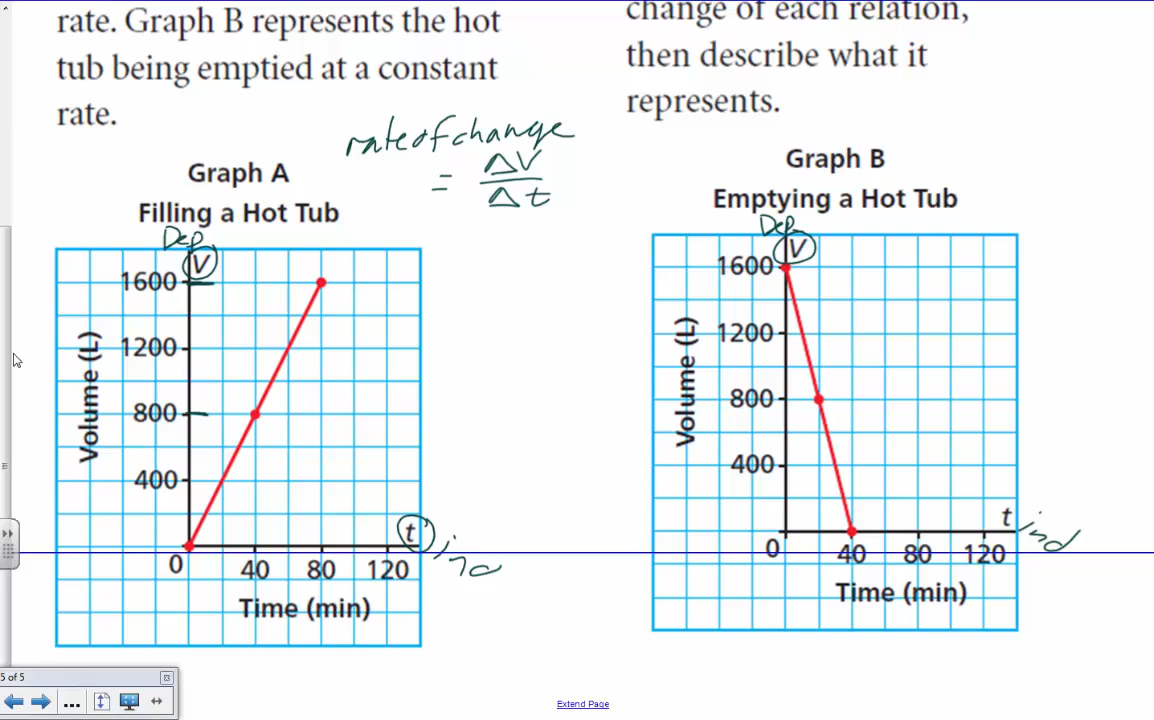 rate. Graph B represents the hot
tub being emptied at a constant
rate.
change of each relation,
then describe what it
represents.
rate of change
= ΔV
Δt
Graph A
Filling a Hot Tub
Dep
V
1600
1200
800
400
0
40 80 120
t
ind
Volume (L)
Time (min)
Graph B
Emptying a Hot Tub
Dep
V
1600
1200
800
400
0
40 80 120
t
ind
Volume (L)
Time (min)
5 of 5
Extend Page